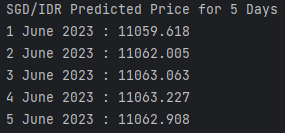 SGD/IDR Predicted Price for 5 Days
1 June 2023 : 11059.618
2 June 2023 : 11062.005
3 June 2023 : 11063.063
4 June 2023 : 11063.227
5 June 2023 : 11062.908